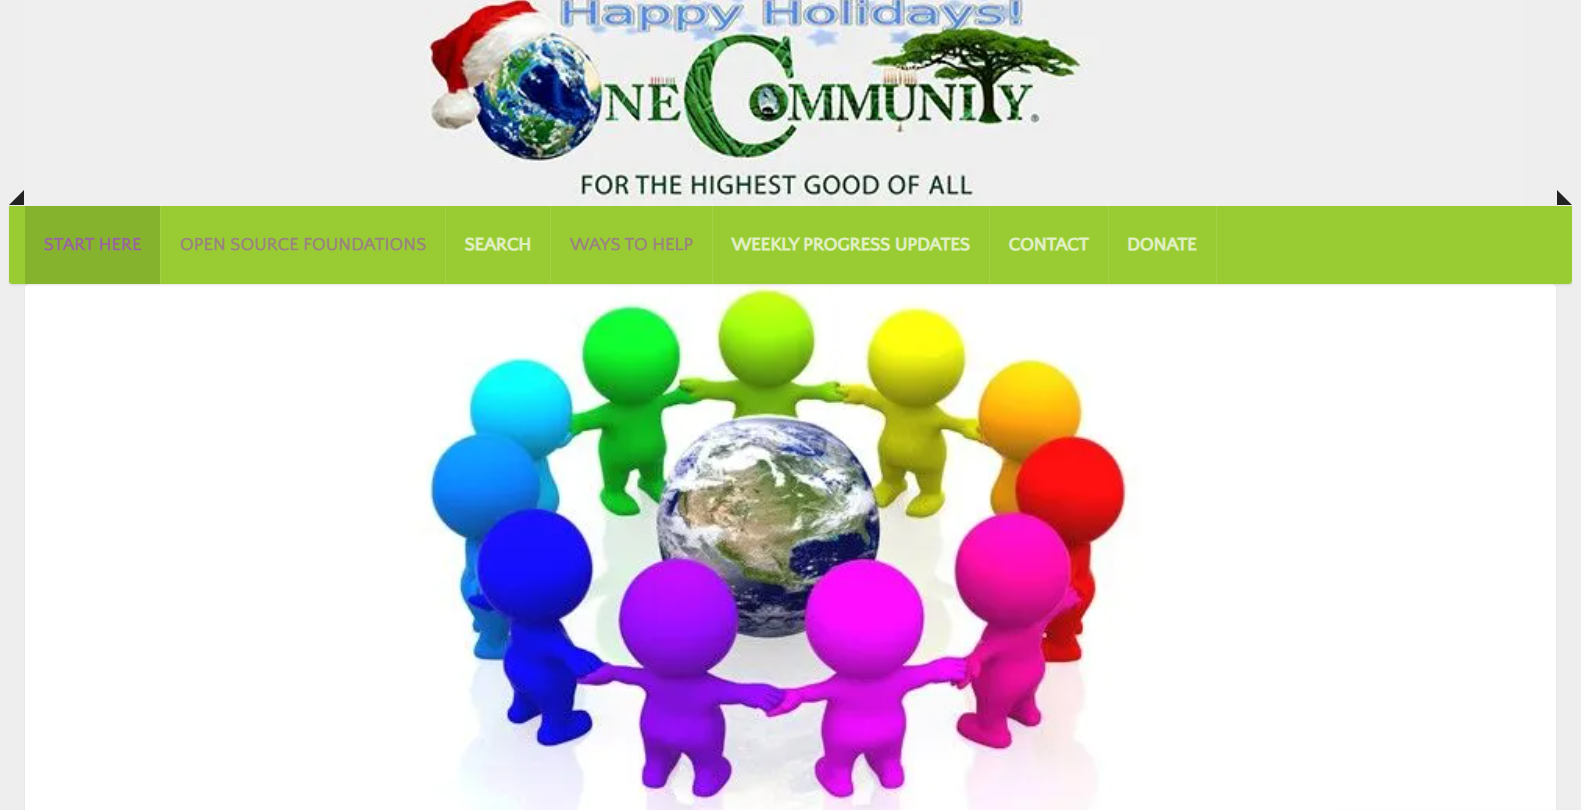 Happy Holidays!
ONE COMMUNITY®
FOR THE HIGHEST GOOD OF ALL
START HERE OPEN SOURCE FOUNDATIONS SEARCH WAYS TO HELP WEEKLY PROGRESS UPDATES CONTACT DONATE